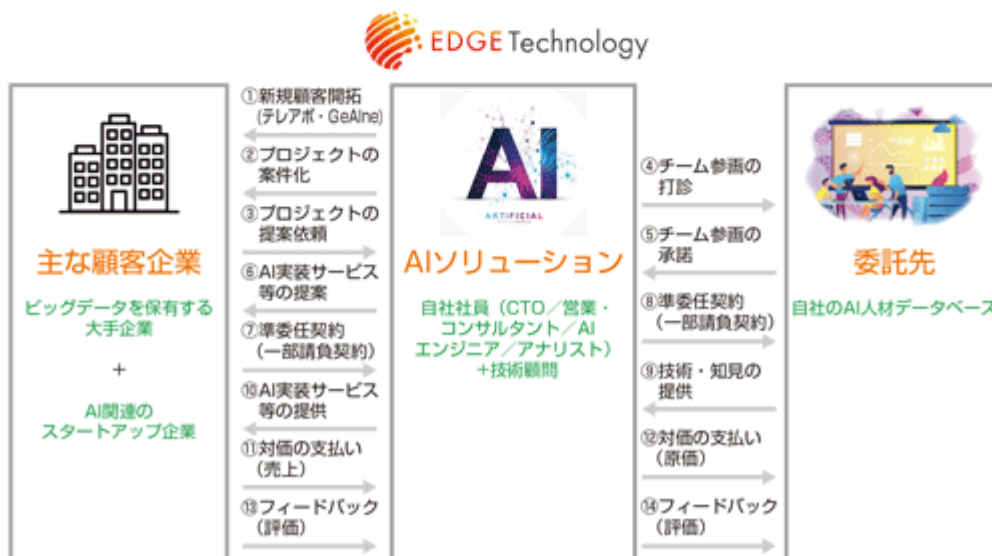 EDGE Technology
①新規顧客開拓
(テレアポ・GeAIne)
②プロジェクトの
案件化
③プロジェクトの
提案依頼
⑥AI実装サービス
等の提案
⑦準委任契約
(一部請負契約)
⑩AI実装サービス
等の提供
⑪対価の支払い
(売上)
⑬フィードバック
(評価)
主な顧客企業
ビッグデータを保有する
大手企業
+
AI関連の
スタートアップ企業
AI
ARTIFICIAL
AIソリューション
自社社員(CTO/営業・
コンサルタント/AI
エンジニア/アナリスト)
+技術顧問
④チーム参画の
打診
⑤チーム参画の
承諾
⑧準委任契約
(一部請負契約)
⑨技術・知見の
提供
⑫対価の支払い
(原価)
⑭フィードバック
(評価)
委託先
自社のAI人材データベース